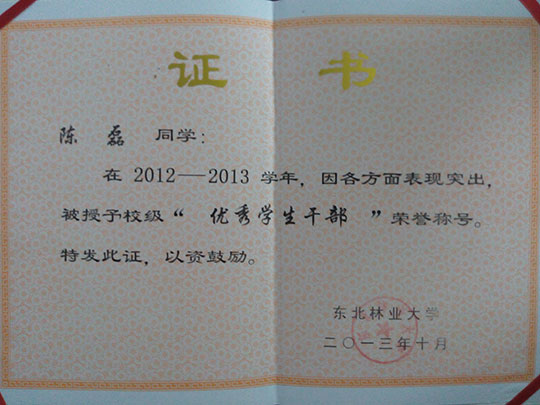 证 书
陈磊 同学：
在 2012—2013 学年，因各方面表现突出，
被授予校级“ 优秀学生干部 ”荣誉称号。
特发此证，以资鼓励。
东北林业大学
二〇一三年十月